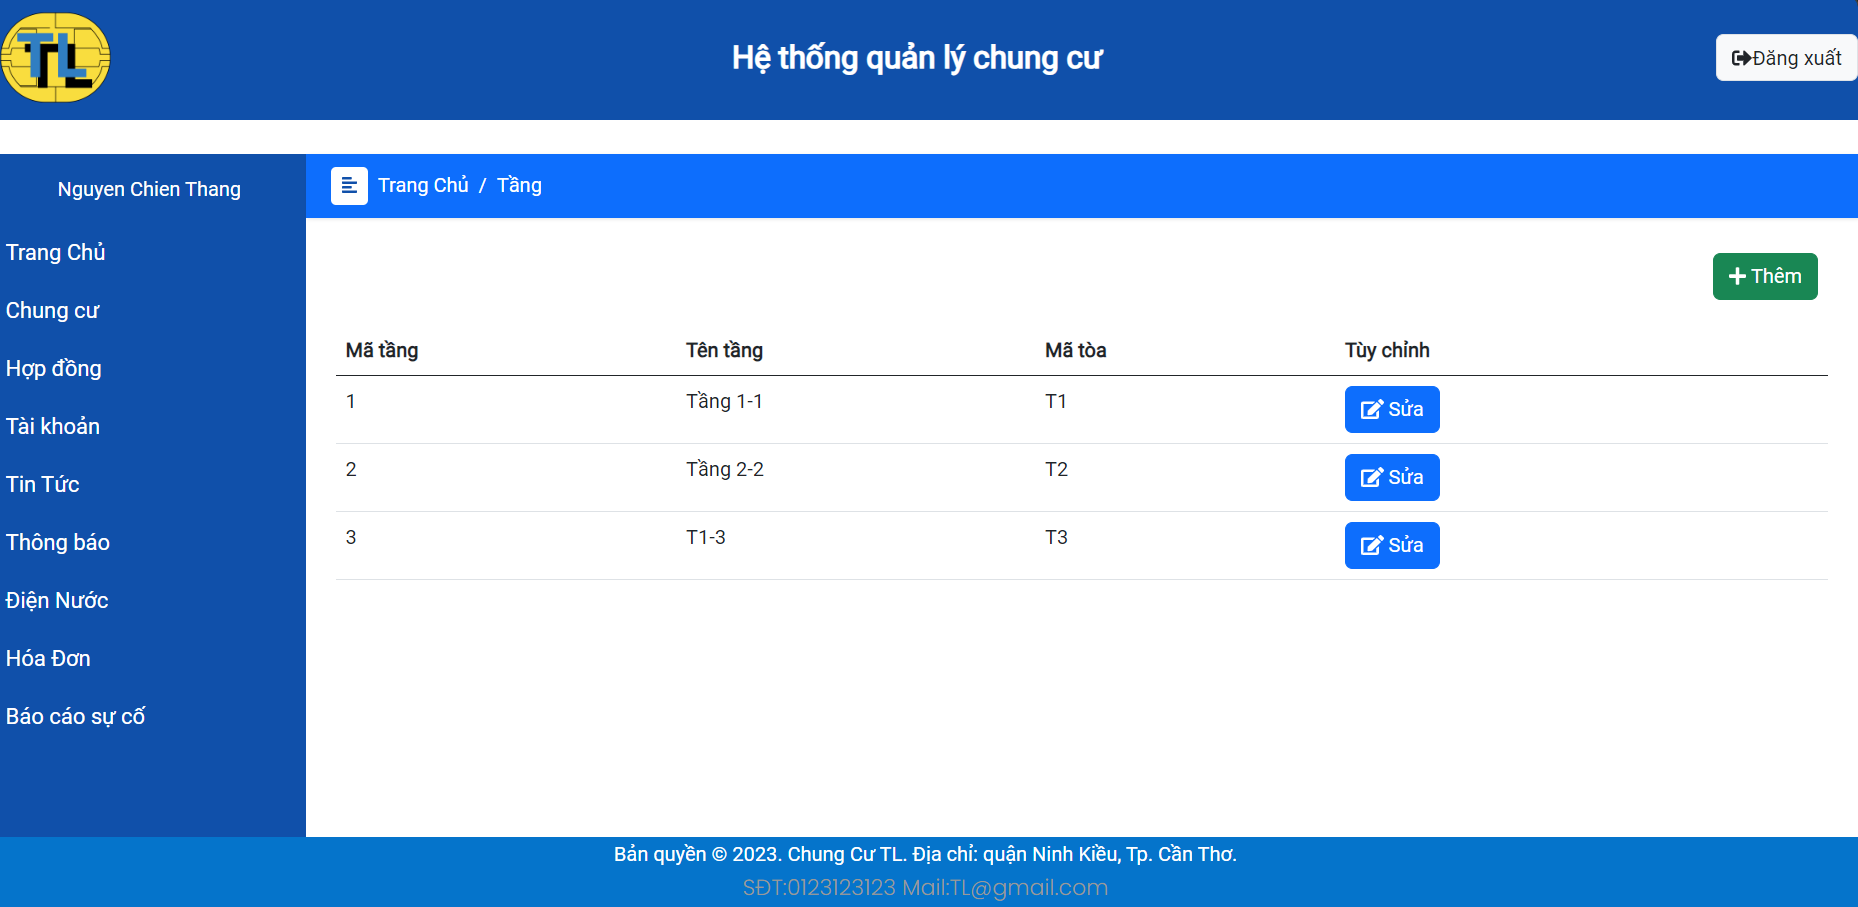 TL
Hệ thống quản lý chung cư
Đăng xuất
Nguyen Chien Thang
Trang Chủ / Tầng
Trang Chủ
Chung cư
Hợp đồng
Tài khoản
Tin Tức
Thông báo
Điện Nước
Hóa Đơn
Báo cáo sự cố
Thêm
Mã tầng Tên tầng Mã tòa Tùy chỉnh
1 Tầng 1-1 T1 Sửa
2 Tầng 2-2 T2 Sửa
3 T1-3 T3 Sửa
Bản quyền © 2023. Chung Cư TL. Địa chỉ: quận Ninh Kiều, Tp. Cần Thơ.
SĐT:0123123123 Mail:TL@gmail.com